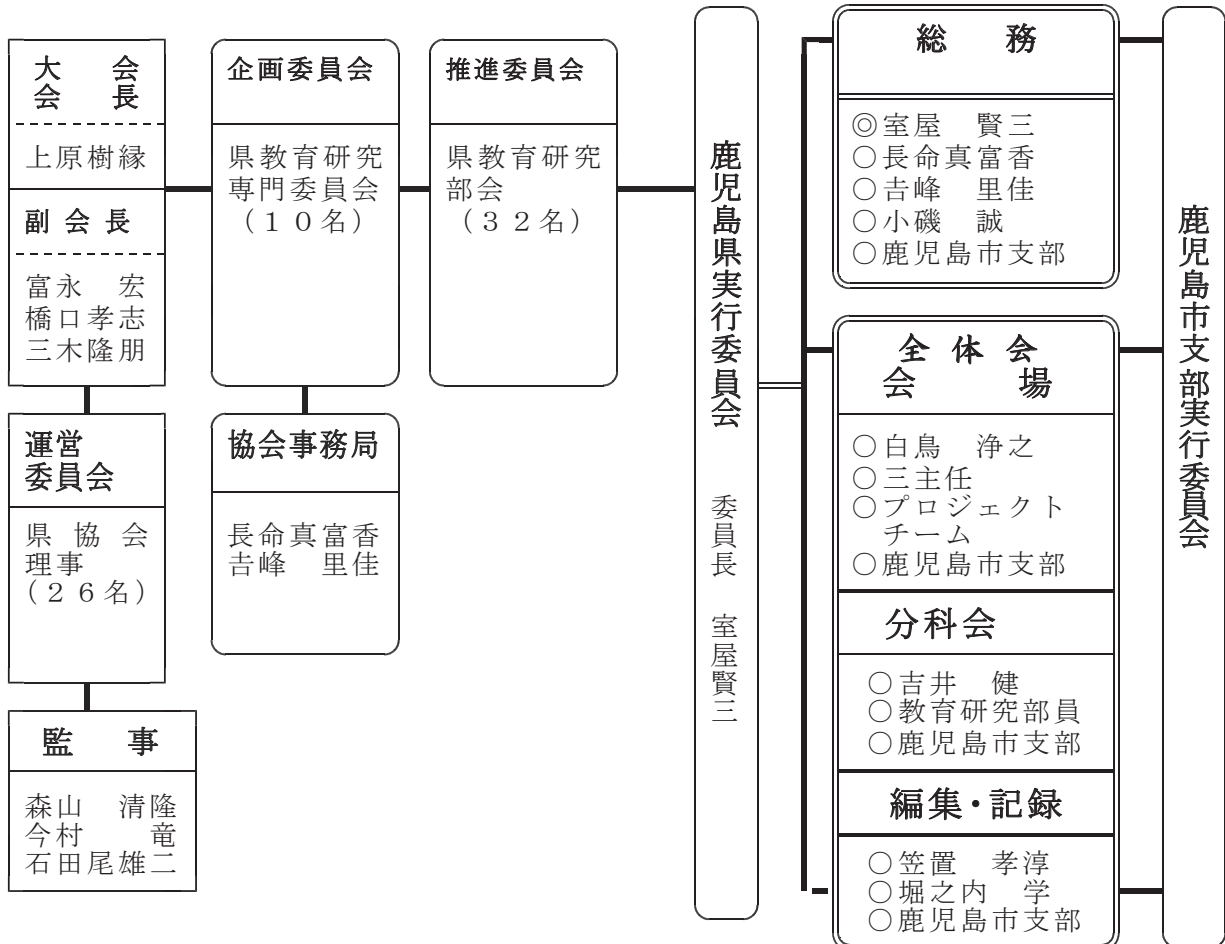 大　会
会　長
上原樹縁
副 会 長
富永　宏
橋口孝志
三木隆朋
運営
委員会
県 協 会
理事
（２６名）
監　事
森山　清隆
今村　　竜
石田尾雄二
企画委員会
県教育研究
専門委員会
（１０名）
協会事務局
長命真富香
𠮷峰　里佳
推進委員会
県教育研究
部会
（３２名）
鹿児島県実行委員会　委員長　室屋賢三
総　務
◎室屋　賢三
○長命真富香
○𠮷峰　里佳
○小磯　誠
○鹿児島市支部
全 体 会
会　場
○白鳥　浄之
○三主任
○プロジェクト
チーム
○鹿児島市支部
分科会
○吉井　健
○教育研究部員
○鹿児島市支部
編集・記録
○笠置　孝淳
○堀之内　学
○鹿児島市支部
鹿児島市支部実行委員会